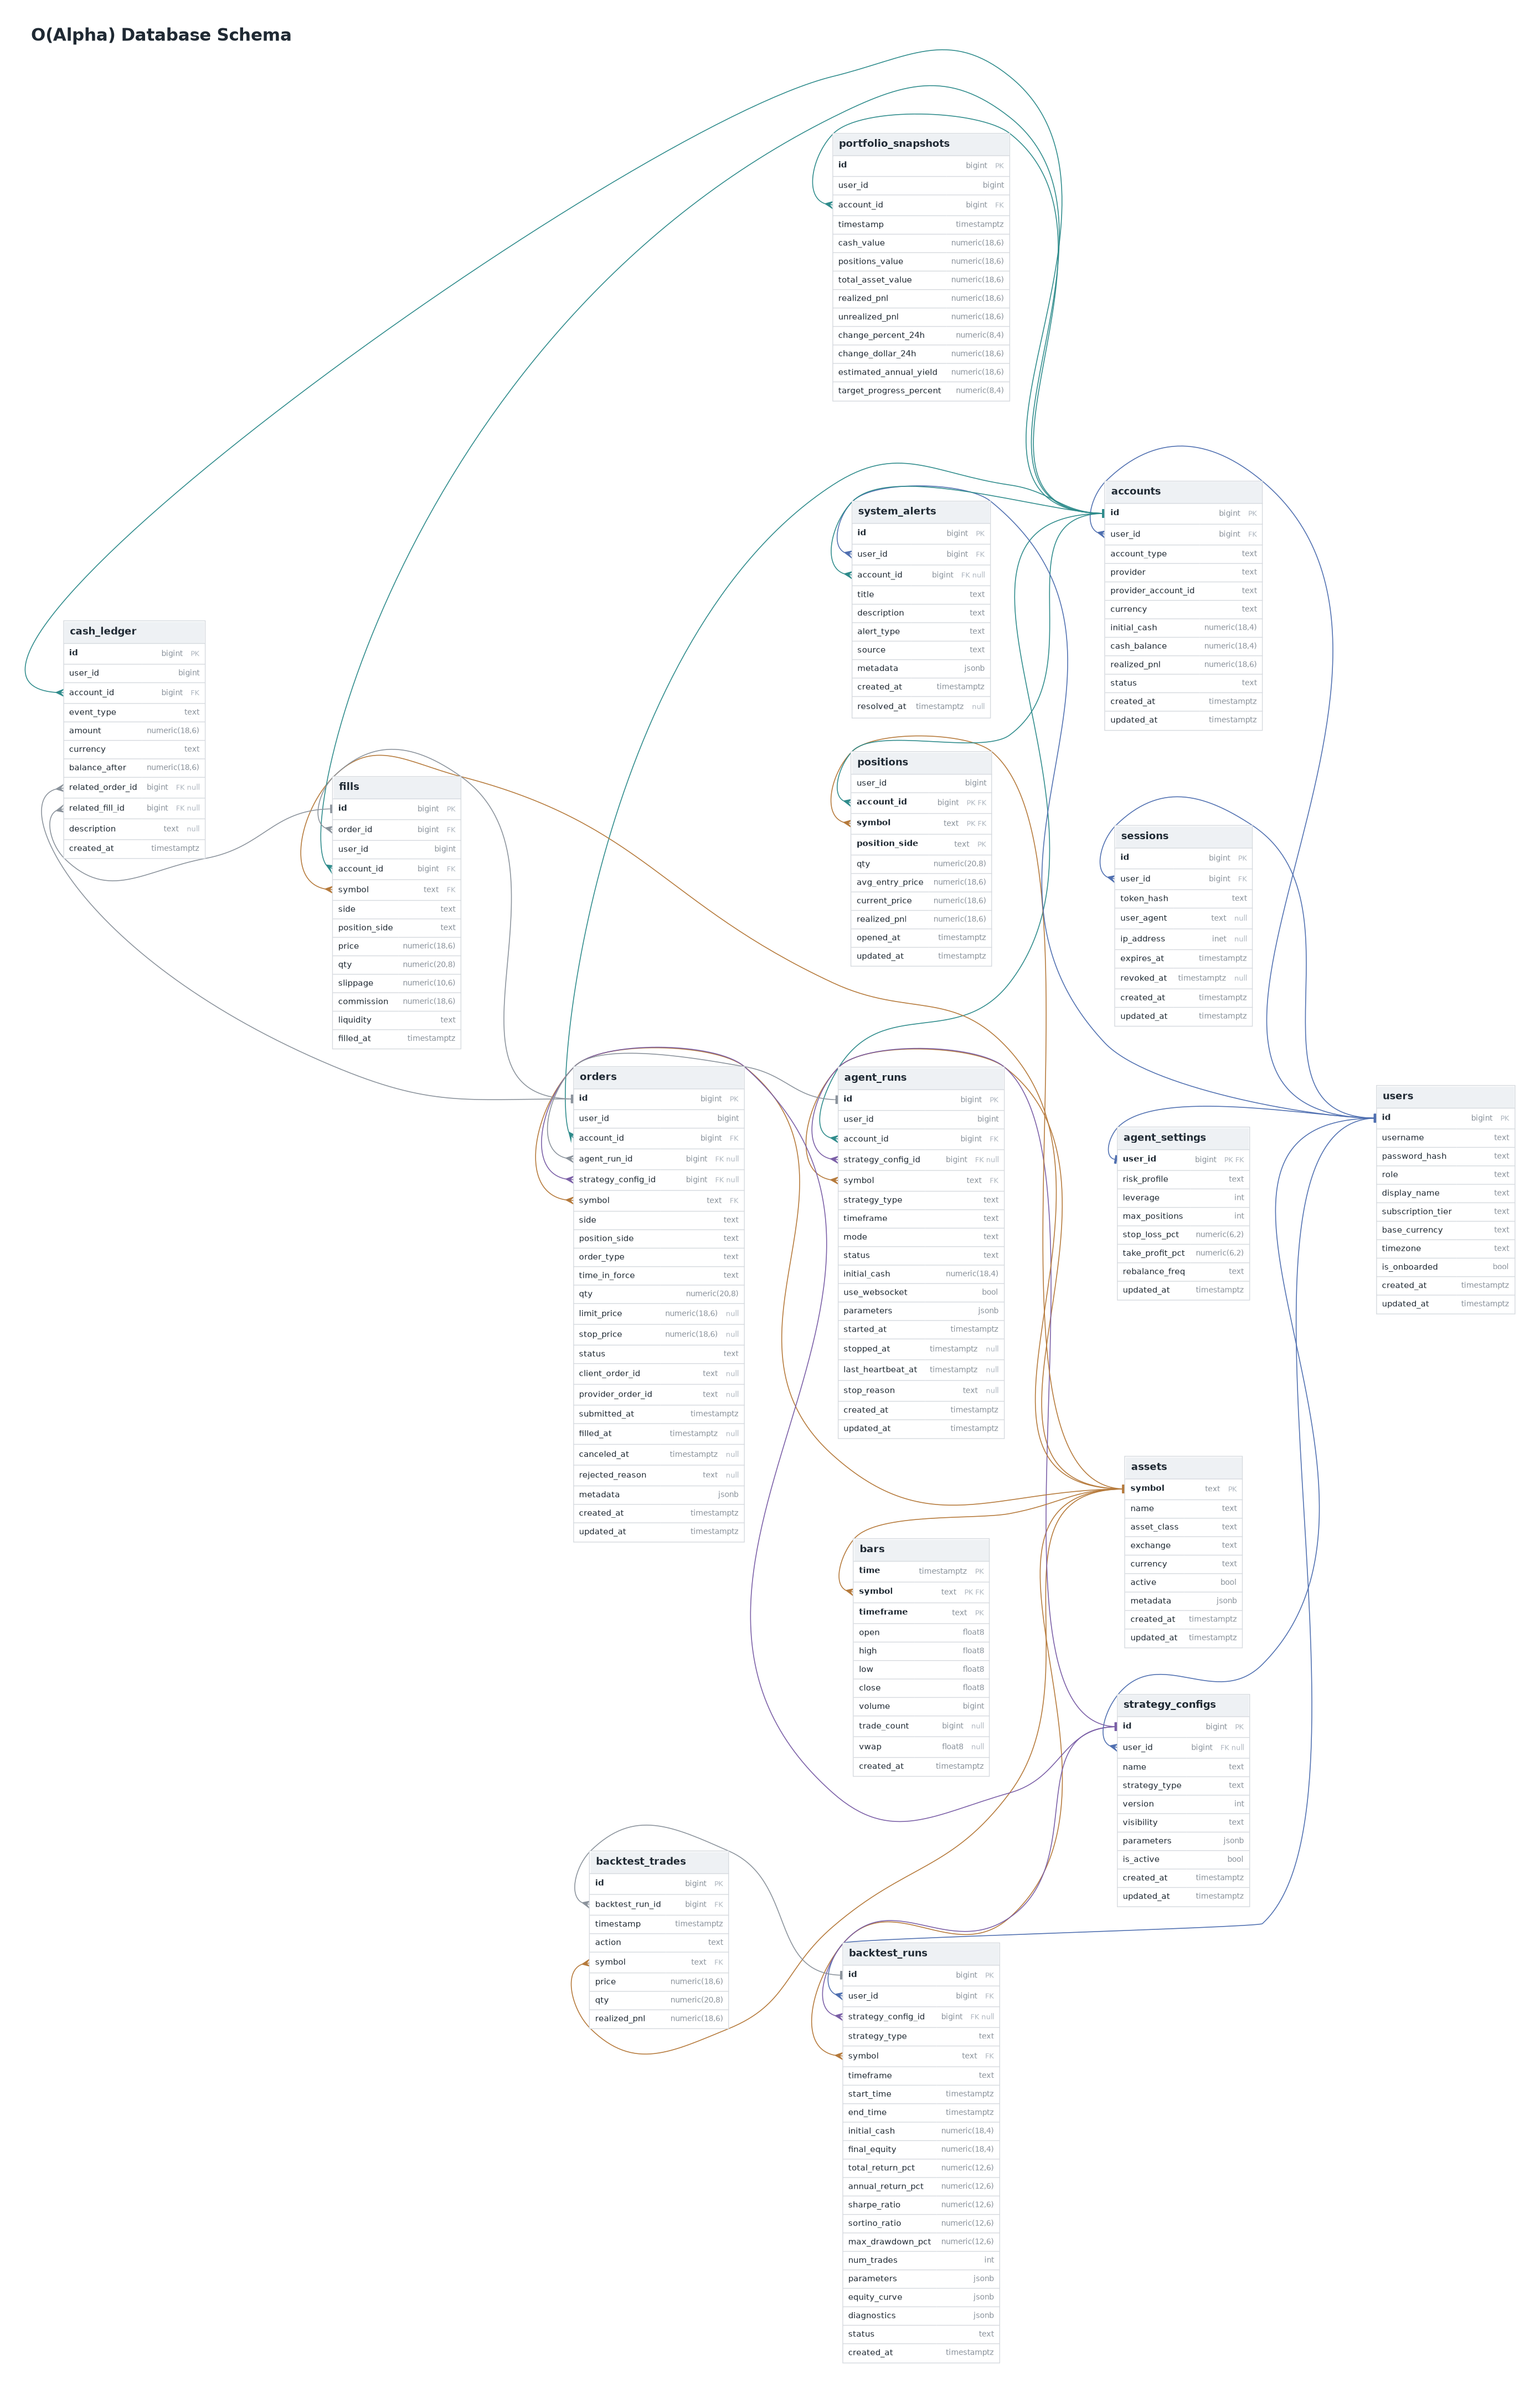 O(Alpha) Database Schema
portfolio_snapshots
id bigint PK
user_id bigint
account_id bigint FK
timestamp timestamptz
cash_value numeric(18,6)
positions_value numeric(18,6)
total_asset_value numeric(18,6)
realized_pnl numeric(18,6)
unrealized_pnl numeric(18,6)
change_percent_24h numeric(8,4)
change_dollar_24h numeric(18,6)
estimated_annual_yield numeric(18,6)
target_progress_percent numeric(8,4)
accounts
id bigint PK
user_id bigint FK
account_type text
provider text
provider_account_id text
currency text
initial_cash numeric(18,4)
cash_balance numeric(18,4)
realized_pnl numeric(18,6)
status text
created_at timestamptz
updated_at timestamptz
system_alerts
id bigint PK
user_id bigint FK
account_id bigint FK null
title text
description text
alert_type text
source text
metadata jsonb
created_at timestamptz
resolved_at timestamptz null
cash_ledger
id bigint PK
user_id bigint
account_id bigint FK
event_type text
amount numeric(18,6)
currency text
balance_after numeric(18,6)
related_order_id bigint FK null
related_fill_id bigint FK null
description text null
created_at timestamptz
fills
id bigint PK
order_id bigint FK
user_id bigint
account_id bigint FK
symbol text FK
side text
position_side text
price numeric(18,6)
qty numeric(20,8)
slippage numeric(10,6)
commission numeric(18,6)
liquidity text
filled_at timestamptz
positions
user_id bigint
account_id bigint PK FK
symbol text PK FK
position_side text PK
qty numeric(20,8)
avg_entry_price numeric(18,6)
current_price numeric(18,6)
realized_pnl numeric(18,6)
opened_at timestamptz
updated_at timestamptz
sessions
id bigint PK
user_id bigint FK
token_hash text
user_agent text null
ip_address inet null
expires_at timestamptz
revoked_at timestamptz null
created_at timestamptz
updated_at timestamptz
orders
id bigint PK
user_id bigint
account_id bigint FK
agent_run_id bigint FK null
strategy_config_id bigint FK null
symbol text FK
side text
position_side text
order_type text
time_in_force text
qty numeric(20,8)
limit_price numeric(18,6) null
stop_price numeric(18,6) null
status text
client_order_id text null
provider_order_id text null
submitted_at timestamptz
filled_at timestamptz null
canceled_at timestamptz null
rejected_reason text null
metadata jsonb
created_at timestamptz
updated_at timestamptz
agent_runs
id bigint PK
user_id bigint
account_id bigint FK
strategy_config_id bigint FK null
symbol text FK
strategy_type text
timeframe text
mode text
status text
initial_cash numeric(18,4)
use_websocket bool
parameters jsonb
started_at timestamptz
stopped_at timestamptz null
last_heartbeat_at timestamptz null
stop_reason text null
created_at timestamptz
updated_at timestamptz
agent_settings
user_id bigint PK FK
risk_profile text
leverage int
max_positions int
stop_loss_pct numeric(6,2)
take_profit_pct numeric(6,2)
rebalance_freq text
updated_at timestamptz
users
id bigint PK
username text
password_hash text
role text
display_name text
subscription_tier text
base_currency text
timezone text
is_onboarded bool
created_at timestamptz
updated_at timestamptz
assets
symbol text PK
name text
asset_class text
exchange text
currency text
active bool
metadata jsonb
created_at timestamptz
updated_at timestamptz
bars
time timestamptz PK
symbol text PK FK
timeframe text PK
open float8
high float8
low float8
close float8
volume bigint
trade_count bigint null
vwap float8 null
created_at timestamptz
strategy_configs
id bigint PK
user_id bigint FK null
name text
strategy_type text
version int
visibility text
parameters jsonb
is_active bool
created_at timestamptz
updated_at timestamptz
backtest_trades
id bigint PK
backtest_run_id bigint FK
timestamp timestamptz
action text
symbol text FK
price numeric(18,6)
qty numeric(20,8)
realized_pnl numeric(18,6)
backtest_runs
id bigint PK
user_id bigint FK
strategy_config_id bigint FK null
strategy_type text
symbol text FK
timeframe text
start_time timestamptz
end_time timestamptz
initial_cash numeric(18,4)
final_equity numeric(18,4)
total_return_pct numeric(12,6)
annual_return_pct numeric(12,6)
sharpe_ratio numeric(12,6)
sortino_ratio numeric(12,6)
max_drawdown_pct numeric(12,6)
num_trades int
parameters jsonb
equity_curve jsonb
diagnostics jsonb
status text
created_at timestamptz